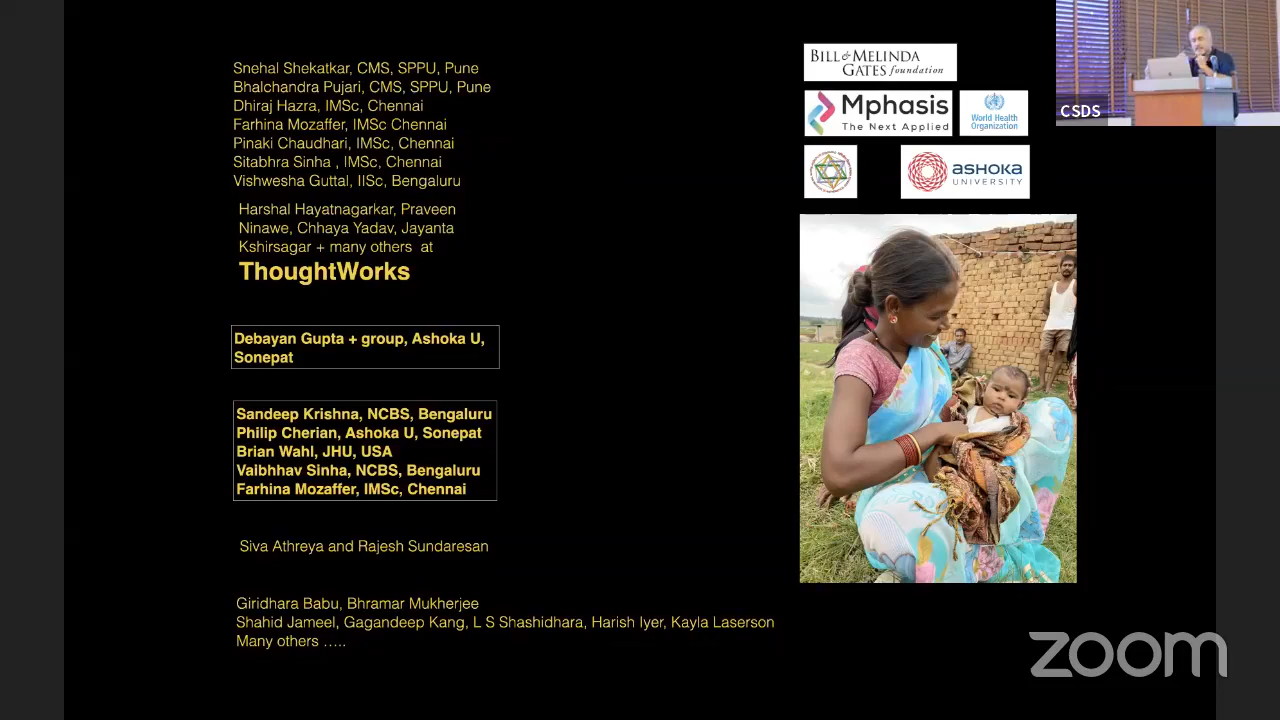 Snehal Shekatkar, CMS, SPPU, Pune
Bhalchandra Pujari, CMS, SPPU, Pune
Dhiraj Hazra, IMSc, Chennai
Farhina Mozaffer, IMSc Chennai
Pinaki Chaudhari, IMSc, Chennai
Sitabhra Sinha , IMSc, Chennai
Vishwesha Guttal, IISc, Bengaluru
Harshal Hayatnagarkar, Praveen
Ninawe, Chhaya Yadav, Jayanta
Kshirsagar + many others at
ThoughtWorks
Debayan Gupta + group, Ashoka U,
Sonepat
Sandeep Krishna, NCBS, Bengaluru
Philip Cherian, Ashoka U, Sonepat
Brian Wahl, JHU, USA
Vaibhhav Sinha, NCBS, Bengaluru
Farhina Mozaffer, IMSc, Chennai
Siva Athreya and Rajesh Sundaresan
Giridhara Babu, Bhramar Mukherjee
Shahid Jameel, Gagandeep Kang, L S Shashidhara, Harish Iyer, Kayla Laserson
Many others .....
BILL & MELINDA
GATES foundation
Mphasis
The Next Applied
World Health
Organization
ASHOKA
UNIVERSITY
CSDS
zoom